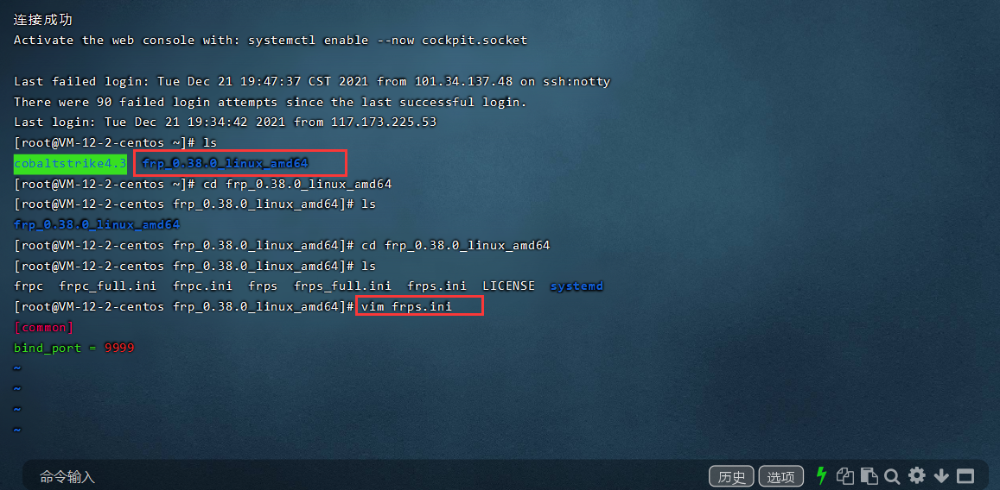 连接成功
Activate the web console with: systemctl enable --now cockpit.socket
Last failed login: Tue Dec 21 19:47:37 CST 2021 from 101.34.137.48 on ssh:notty
There were 90 failed login attempts since the last successful login.
Last login: Tue Dec 21 19:34:42 2021 from 117.173.225.53
[root@VM-12-2-centos ~]# ls
cobaltstrike4.3  frp_0.38.0_linux_amd64
[root@VM-12-2-centos ~]# cd frp_0.38.0_linux_amd64
[root@VM-12-2-centos frp_0.38.0_linux_amd64]# ls
frp_0.38.0_linux_amd64
[root@VM-12-2-centos frp_0.38.0_linux_amd64]# cd frp_0.38.0_linux_amd64
[root@VM-12-2-centos frp_0.38.0_linux_amd64]# ls
frpc  frpc_full.ini  frpc.ini  frps  frps_full.ini  frps.ini  LICENSE  systemd
[root@VM-12-2-centos frp_0.38.0_linux_amd64]# vim frps.ini
[common]
bind_port = 9999
~
~
~
~
命令输入 历史 选项